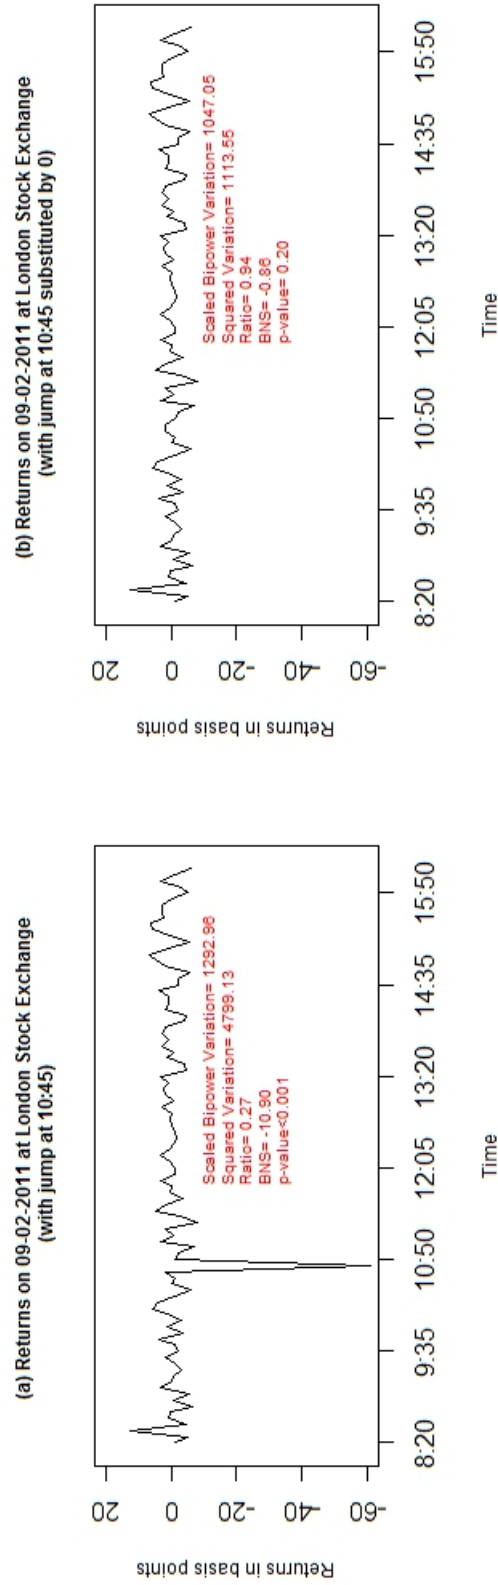 (a) Returns on 09-02-2011 at London Stock Exchange
(with jump at 10:45)
Returns in basis points
20
0
-20
-40
-60
Scaled Bipower Variation= 1292.96
Squared Variation= 4799.13
Ratio= 0.27
BNS= -10.90
p-value<0.001
8:20
9:35
10:50
12:05
13:20
14:35
15:50
Time
(b) Returns on 09-02-2011 at London Stock Exchange
(with jump at 10:45 substituted by 0)
Returns in basis points
20
0
-20
-40
-60
Scaled Bipower Variation= 1047.05
Squared Variation= 1113.55
Ratio= 0.94
BNS= -0.86
p-value= 0.20
8:20
9:35
10:50
12:05
13:20
14:35
15:50
Time